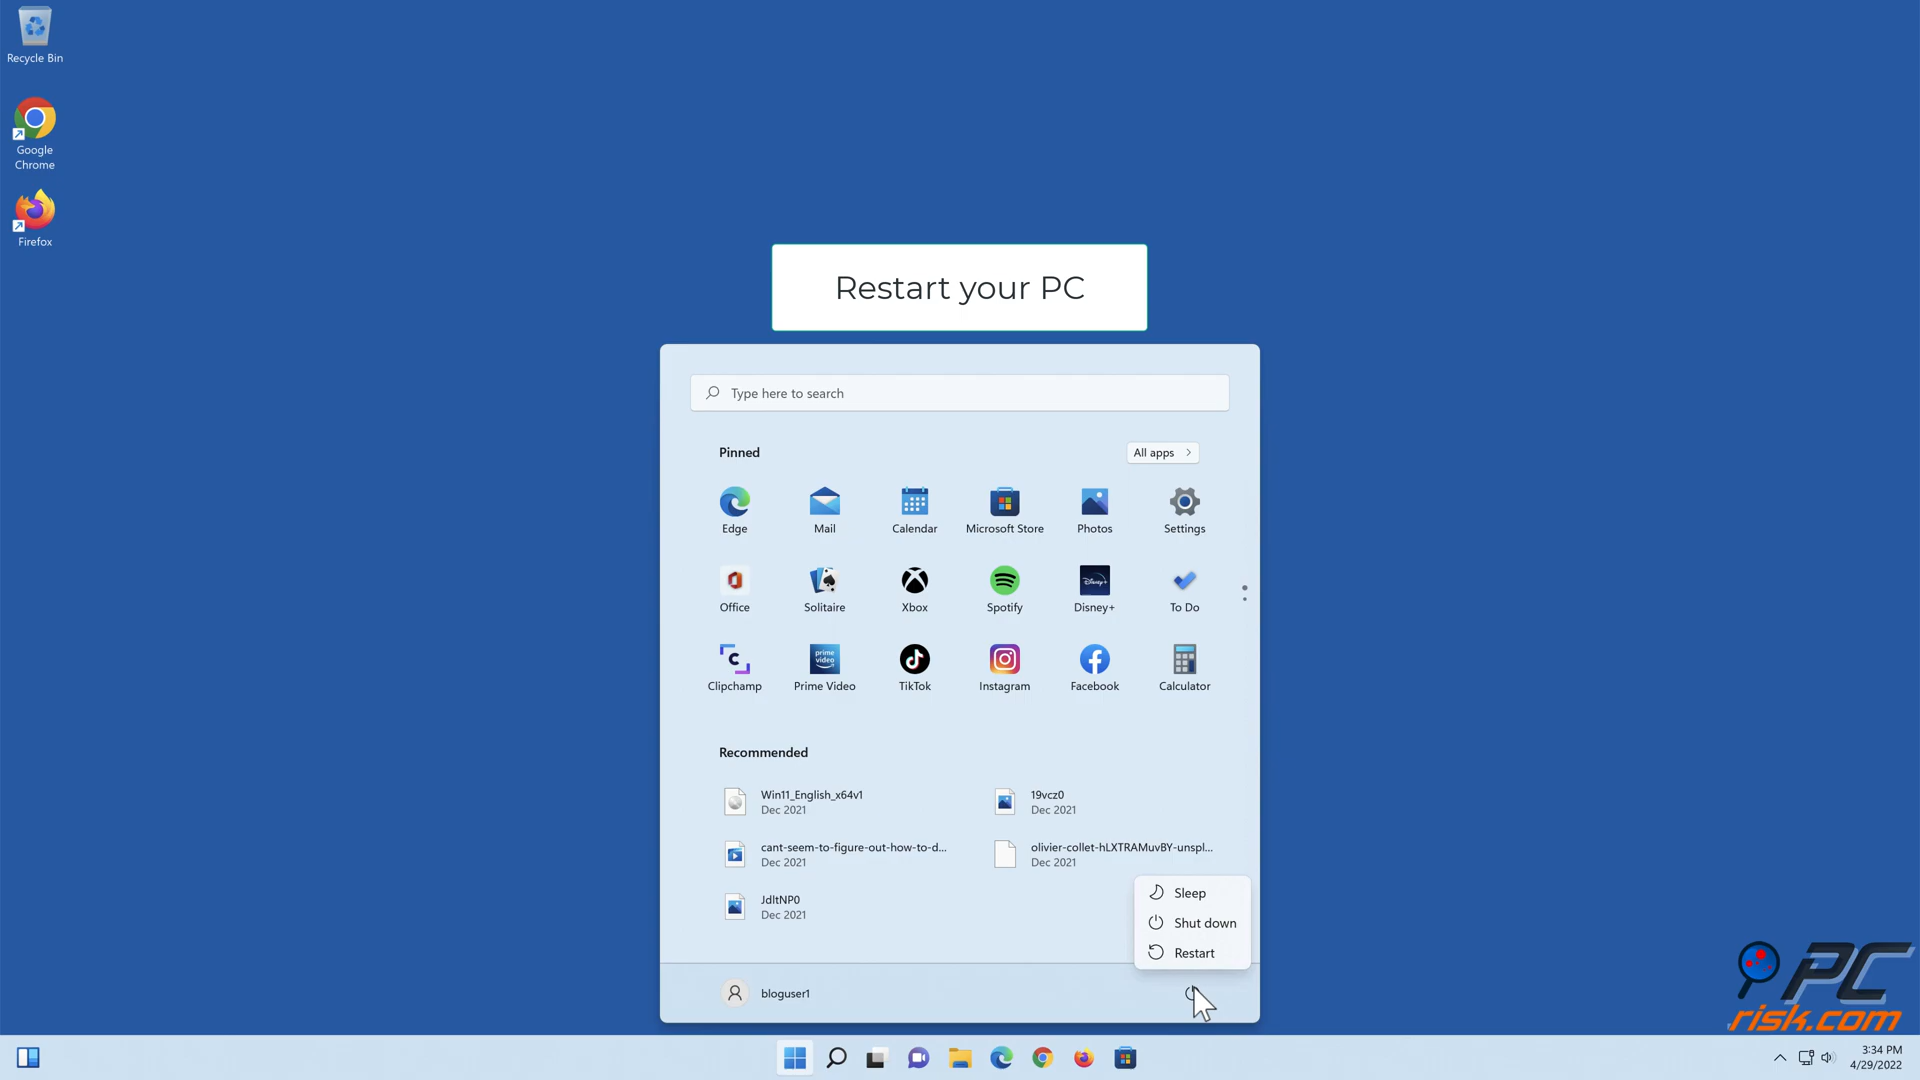 Recycle Bin
Google
Chrome
Firefox
Restart your PC
Type here to search
Pinned
All apps
Edge
Mail
Calendar
Microsoft Store
Photos
Settings
Office
Solitaire
Xbox
Spotify
Disney+
Disney+
To Do
prime
video
Clipchamp
Prime Video
TikTok
Instagram
Facebook
Calculator
Recommended
Win11_English_x64v1
Dec 2021
19vcz0
Dec 2021
cant-seem-to-figure-out-how-to-d...
Dec 2021
olivier-collet-hLXTRAMuvBY-unspl...
Dec 2021
JdltNP0
Dec 2021
Sleep
Shut down
Restart
bloguser1
PC
risk.com
3:34 PM
4/29/2022